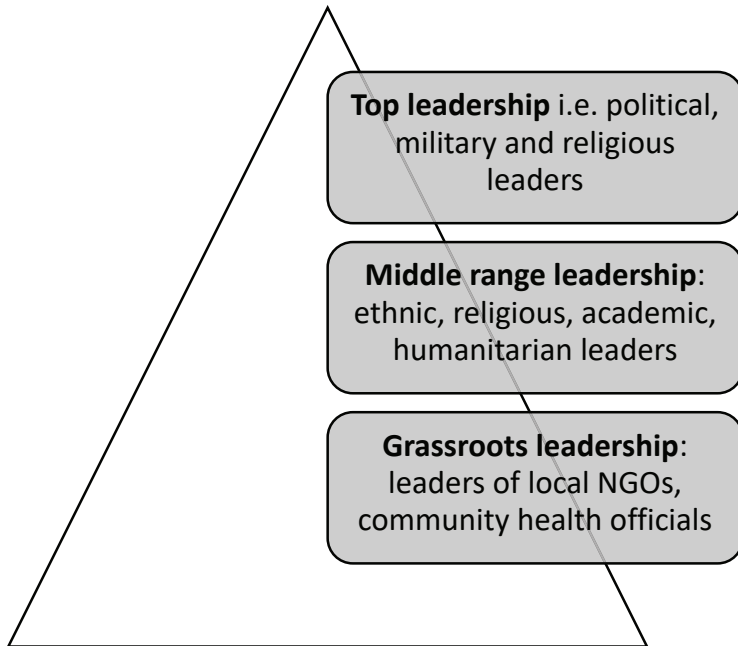 Top leadership i.e. political,
military and religious
leaders
Middle range leadership:
ethnic, religious, academic,
humanitarian leaders
Grassroots leadership:
leaders of local NGOs,
community health officials